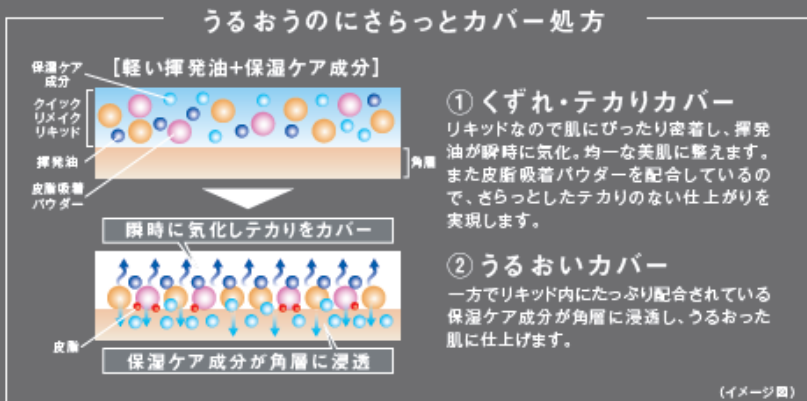 うるおうのにさらっとカバー処方
[軽い揮発油+保湿ケア成分]
保湿ケア
成分
クイック
リメイク
リキッド
揮発油
皮脂吸着
パウダー
角層
瞬時に気化しテカりをカバー
皮脂
保湿ケア成分が角層に浸透
① くずれ・テカりカバー
リキッドなので肌にぴったり密着し、揮発
油が瞬時に気化。均一な美肌に整えます。
また皮脂吸着パウダーを配合しているの
で、さらっとしたテカりのない仕上がりを
実現します。
② うるおいカバー
一方でリキッド内にたっぷり配合されている
保湿ケア成分が角層に浸透し、うるおった
肌に仕上げます。
(イメージ図)